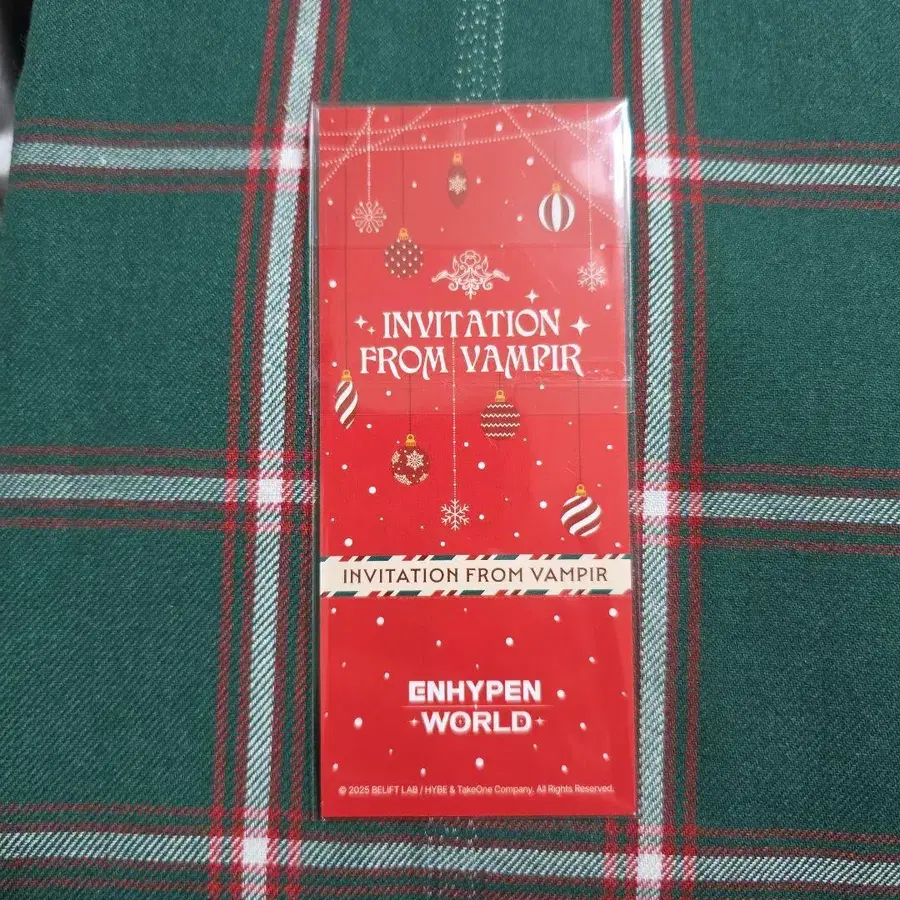 INVITATION
FROM VAMPIR
INVITATION FROM VAMPIR
ENHYPEN
WORLD
© 2025 BELIFT LAB / HYBE & TakeOne Company. All Rights Reserved.